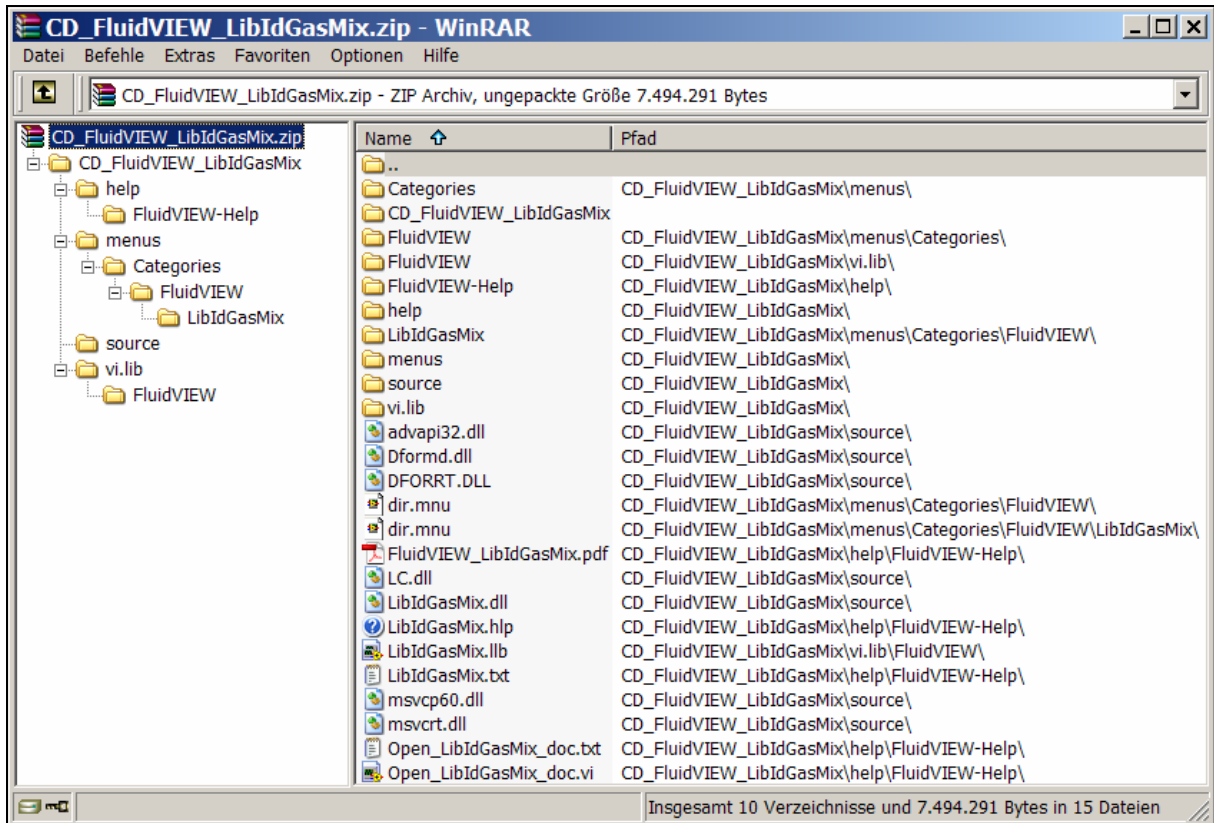 CD_FluidVIEW_LibIdGasMix.zip - WinRAR
Datei Befehle Extras Favoriten Optionen Hilfe
CD_FluidVIEW_LibIdGasMix.zip - ZIP Archiv, ungepackte Größe 7.494.291 Bytes
CD_FluidVIEW_LibIdGasMix.zip
CD_FluidVIEW_LibIdGasMix
help
FluidVIEW-Help
menus
Categories
FluidVIEW
LibIdGasMix
source
vi.lib
FluidVIEW
Name Pfad
..
Categories CD_FluidVIEW_LibIdGasMix\menus\
CD_FluidVIEW_LibIdGasMix
FluidVIEW CD_FluidVIEW_LibIdGasMix\menus\Categories\
FluidVIEW CD_FluidVIEW_LibIdGasMix\vi.lib\
FluidVIEW-Help CD_FluidVIEW_LibIdGasMix\help\
help CD_FluidVIEW_LibIdGasMix\
LibIdGasMix CD_FluidVIEW_LibIdGasMix\menus\Categories\FluidVIEW\
menus CD_FluidVIEW_LibIdGasMix\
source CD_FluidVIEW_LibIdGasMix\
vi.lib CD_FluidVIEW_LibIdGasMix\
advapi32.dll CD_FluidVIEW_LibIdGasMix\source\
Dformd.dll CD_FluidVIEW_LibIdGasMix\source\
DFORRT.DLL CD_FluidVIEW_LibIdGasMix\source\
dir.mnu CD_FluidVIEW_LibIdGasMix\menus\Categories\FluidVIEW\
dir.mnu CD_FluidVIEW_LibIdGasMix\menus\Categories\FluidVIEW\LibIdGasMix\
FluidVIEW_LibIdGasMix.pdf CD_FluidVIEW_LibIdGasMix\help\FluidVIEW-Help\
LC.dll CD_FluidVIEW_LibIdGasMix\source\
LibIdGasMix.dll CD_FluidVIEW_LibIdGasMix\source\
LibIdGasMix.hlp CD_FluidVIEW_LibIdGasMix\help\FluidVIEW-Help\
LibIdGasMix.llb CD_FluidVIEW_LibIdGasMix\vi.lib\FluidVIEW\
LibIdGasMix.txt CD_FluidVIEW_LibIdGasMix\help\FluidVIEW-Help\
msvcp60.dll CD_FluidVIEW_LibIdGasMix\source\
msvcrt.dll CD_FluidVIEW_LibIdGasMix\source\
Open_LibIdGasMix_doc.txt CD_FluidVIEW_LibIdGasMix\help\FluidVIEW-Help\
Open_LibIdGasMix_doc.vi CD_FluidVIEW_LibIdGasMix\help\FluidVIEW-Help\
Insgesamt 10 Verzeichnisse und 7.494.291 Bytes in 15 Dateien